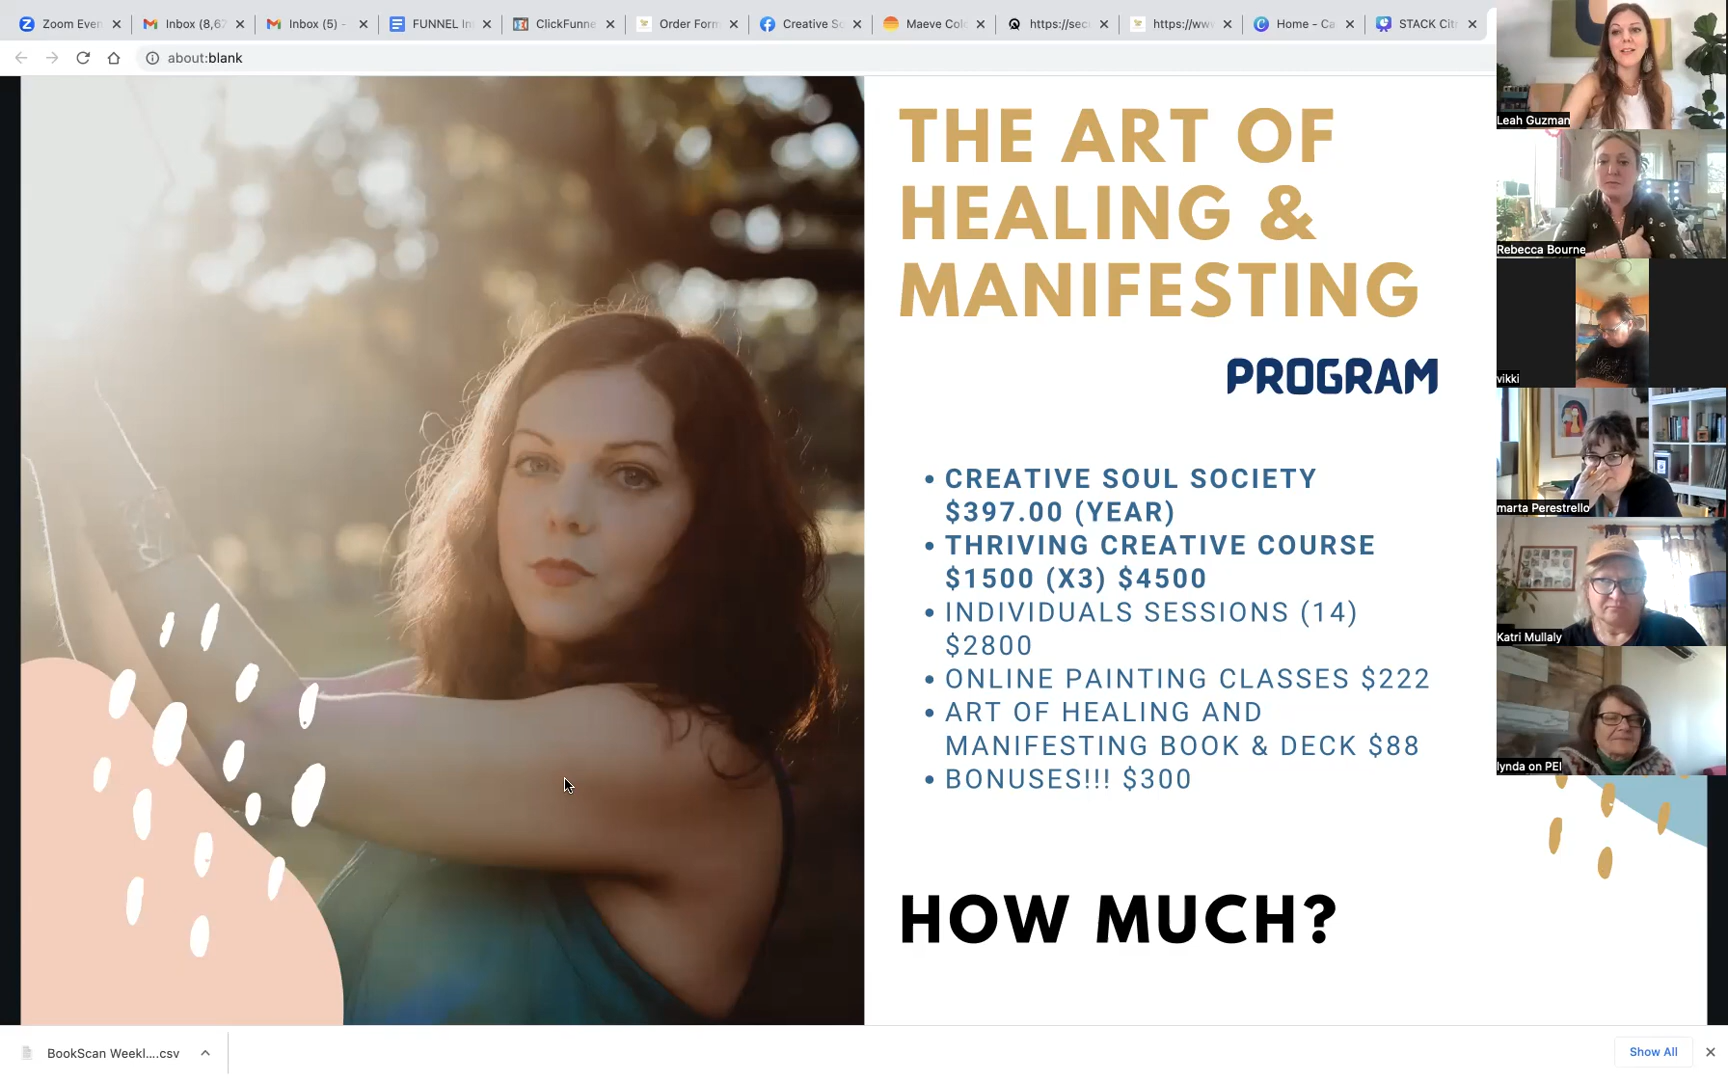 Zoom Even
Inbox (8,67
Inbox (5) -
FUNNEL In
ClickFunne
Order Form
Creative So
Maeve Colo
https://sec
https://ww
Home - Ca
STACK Cit
about:blank
THE ART OF
HEALING &
MANIFESTING
PROGRAM
• CREATIVE SOUL SOCIETY
$397.00 (YEAR)
• THRIVING CREATIVE COURSE
$1500 (X3) $4500
• INDIVIDUALS SESSIONS (14)
$2800
• ONLINE PAINTING CLASSES $222
• ART OF HEALING AND
MANIFESTING BOOK & DECK $88
• BONUSES!!! $300
HOW MUCH?
Leah Guzman
Rebecca Bourne
vikki
marta Perestrello
Katri Mullaly
lynda on PEI
BookScan Weekl....csv
Show All